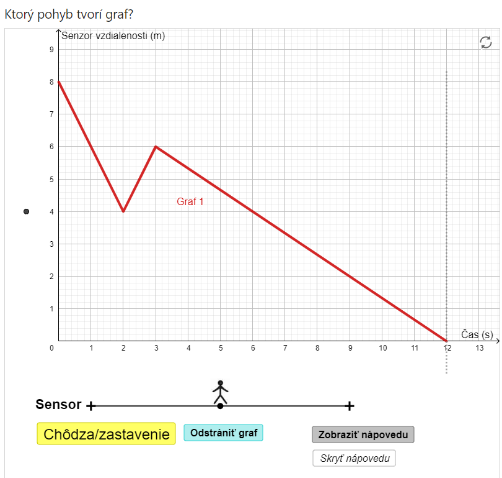 Ktorý pohyb tvorí graf?
Senzor vzdialenosti (m)
9
8
7
6
5
4
3
2
1
Graf 1
Čas (s)
0 1 2 3 4 5 6 7 8 9 10 11 12 13
Sensor
Chôdza/zastavenie
Odstrániť graf
Zobraziť nápovedu
Skryť nápovedu